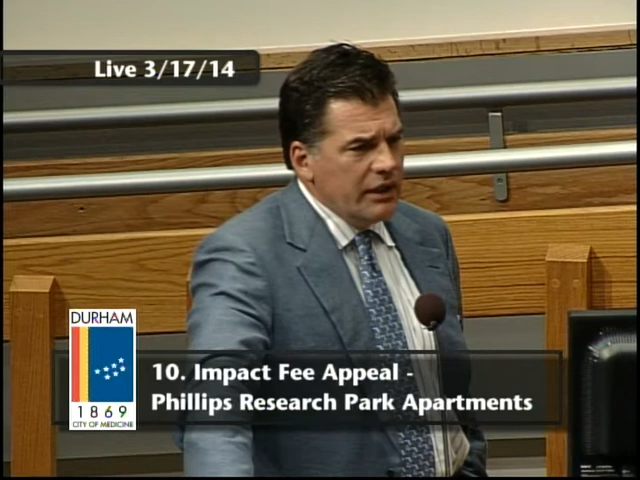 Live 3/17/14
DURHAM
1869
CITY OF MEDICINE
10. Impact Fee Appeal -
Phillips Research Park Apartments